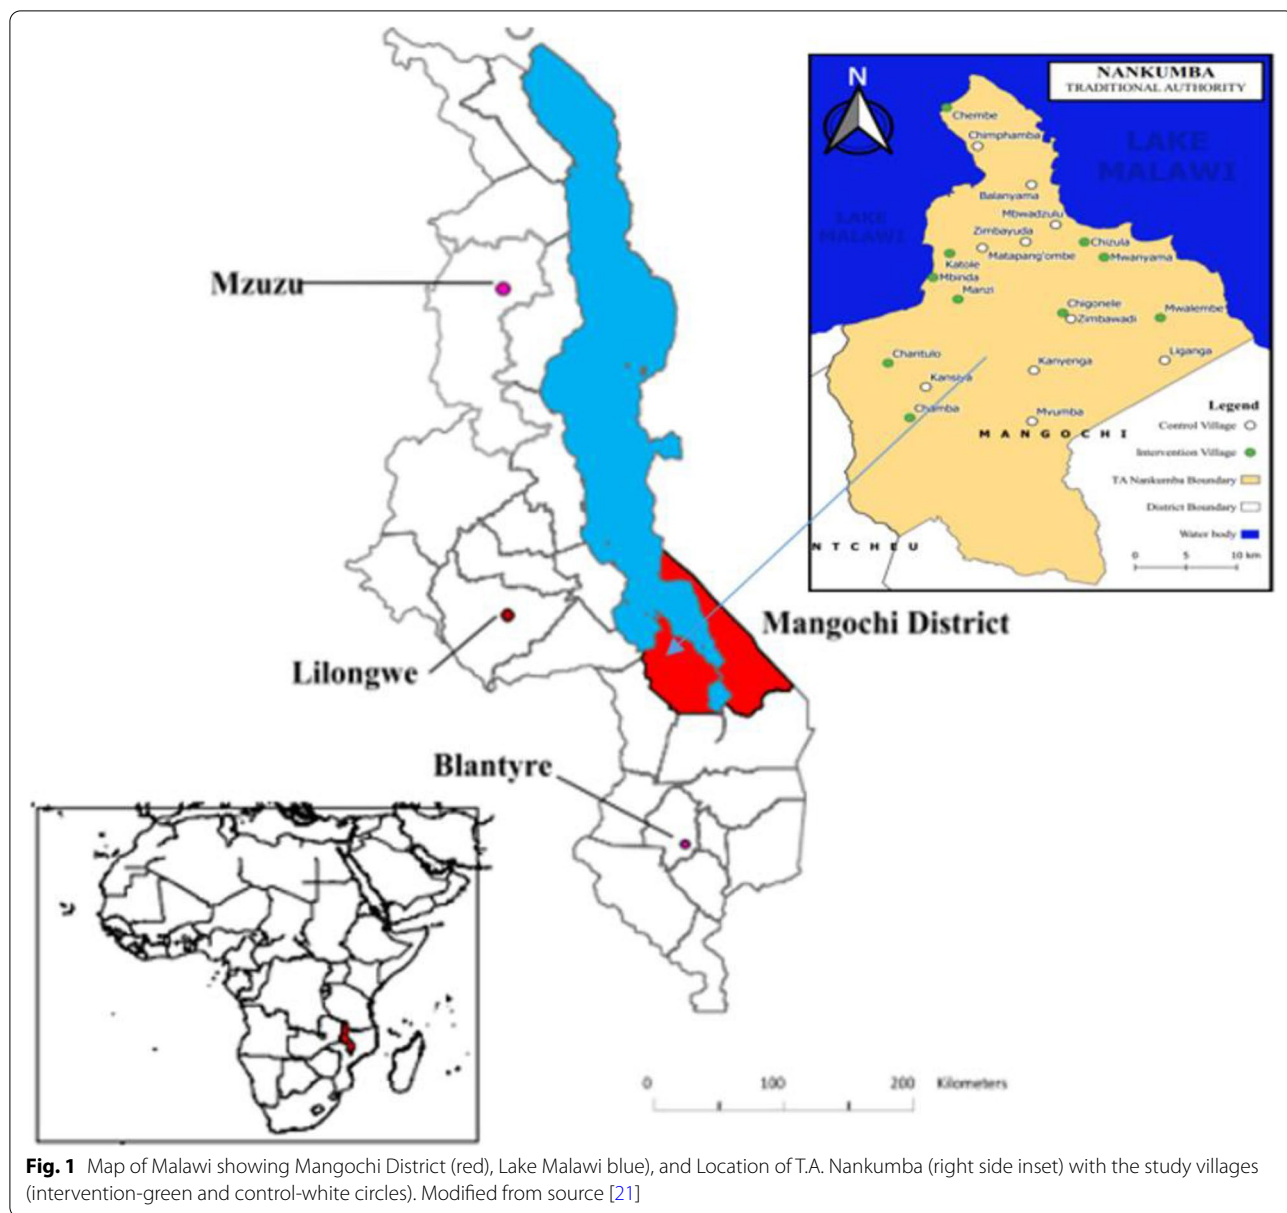 N
NANKUMBA
TRADITIONAL AUTHORITY
LAKE
MALAWI
LAKE
MALAWI
Chembe
Chimphamba
Balanyama
Mbwadzulu
Zimbayuda
Chizula
Matapang'ombe
Mwanyama
Katole
Mbinda
Manzi
Chigonele
Mwalembe
Zimbawadi
Chantulo
Liganga
Kanyenga
Kansiya
Chamba
Mvumba
MANGOCHI
NTCHEU
Legend
Control Village
Intervention Village
TA Nankumba Boundary
District Boundary
Water body
0 5 10 km
Mzuzu
Mangochi District
Lilongwe
Blantyre
0 100 200 Kilometers
Fig. 1 Map of Malawi showing Mangochi District (red), Lake Malawi blue), and Location of T.A. Nankumba (right side inset) with the study villages
(intervention-green and control-white circles). Modified from source [21]